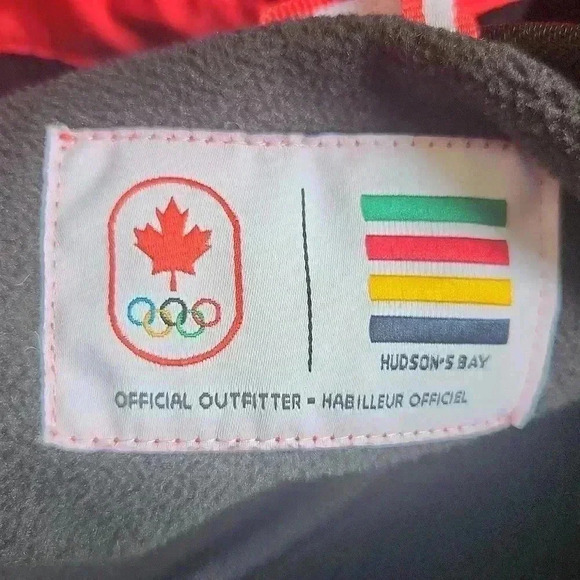 HUDSON'S BAY
OFFICIAL OUTFITTER - HABILLEUR OFFICIEL